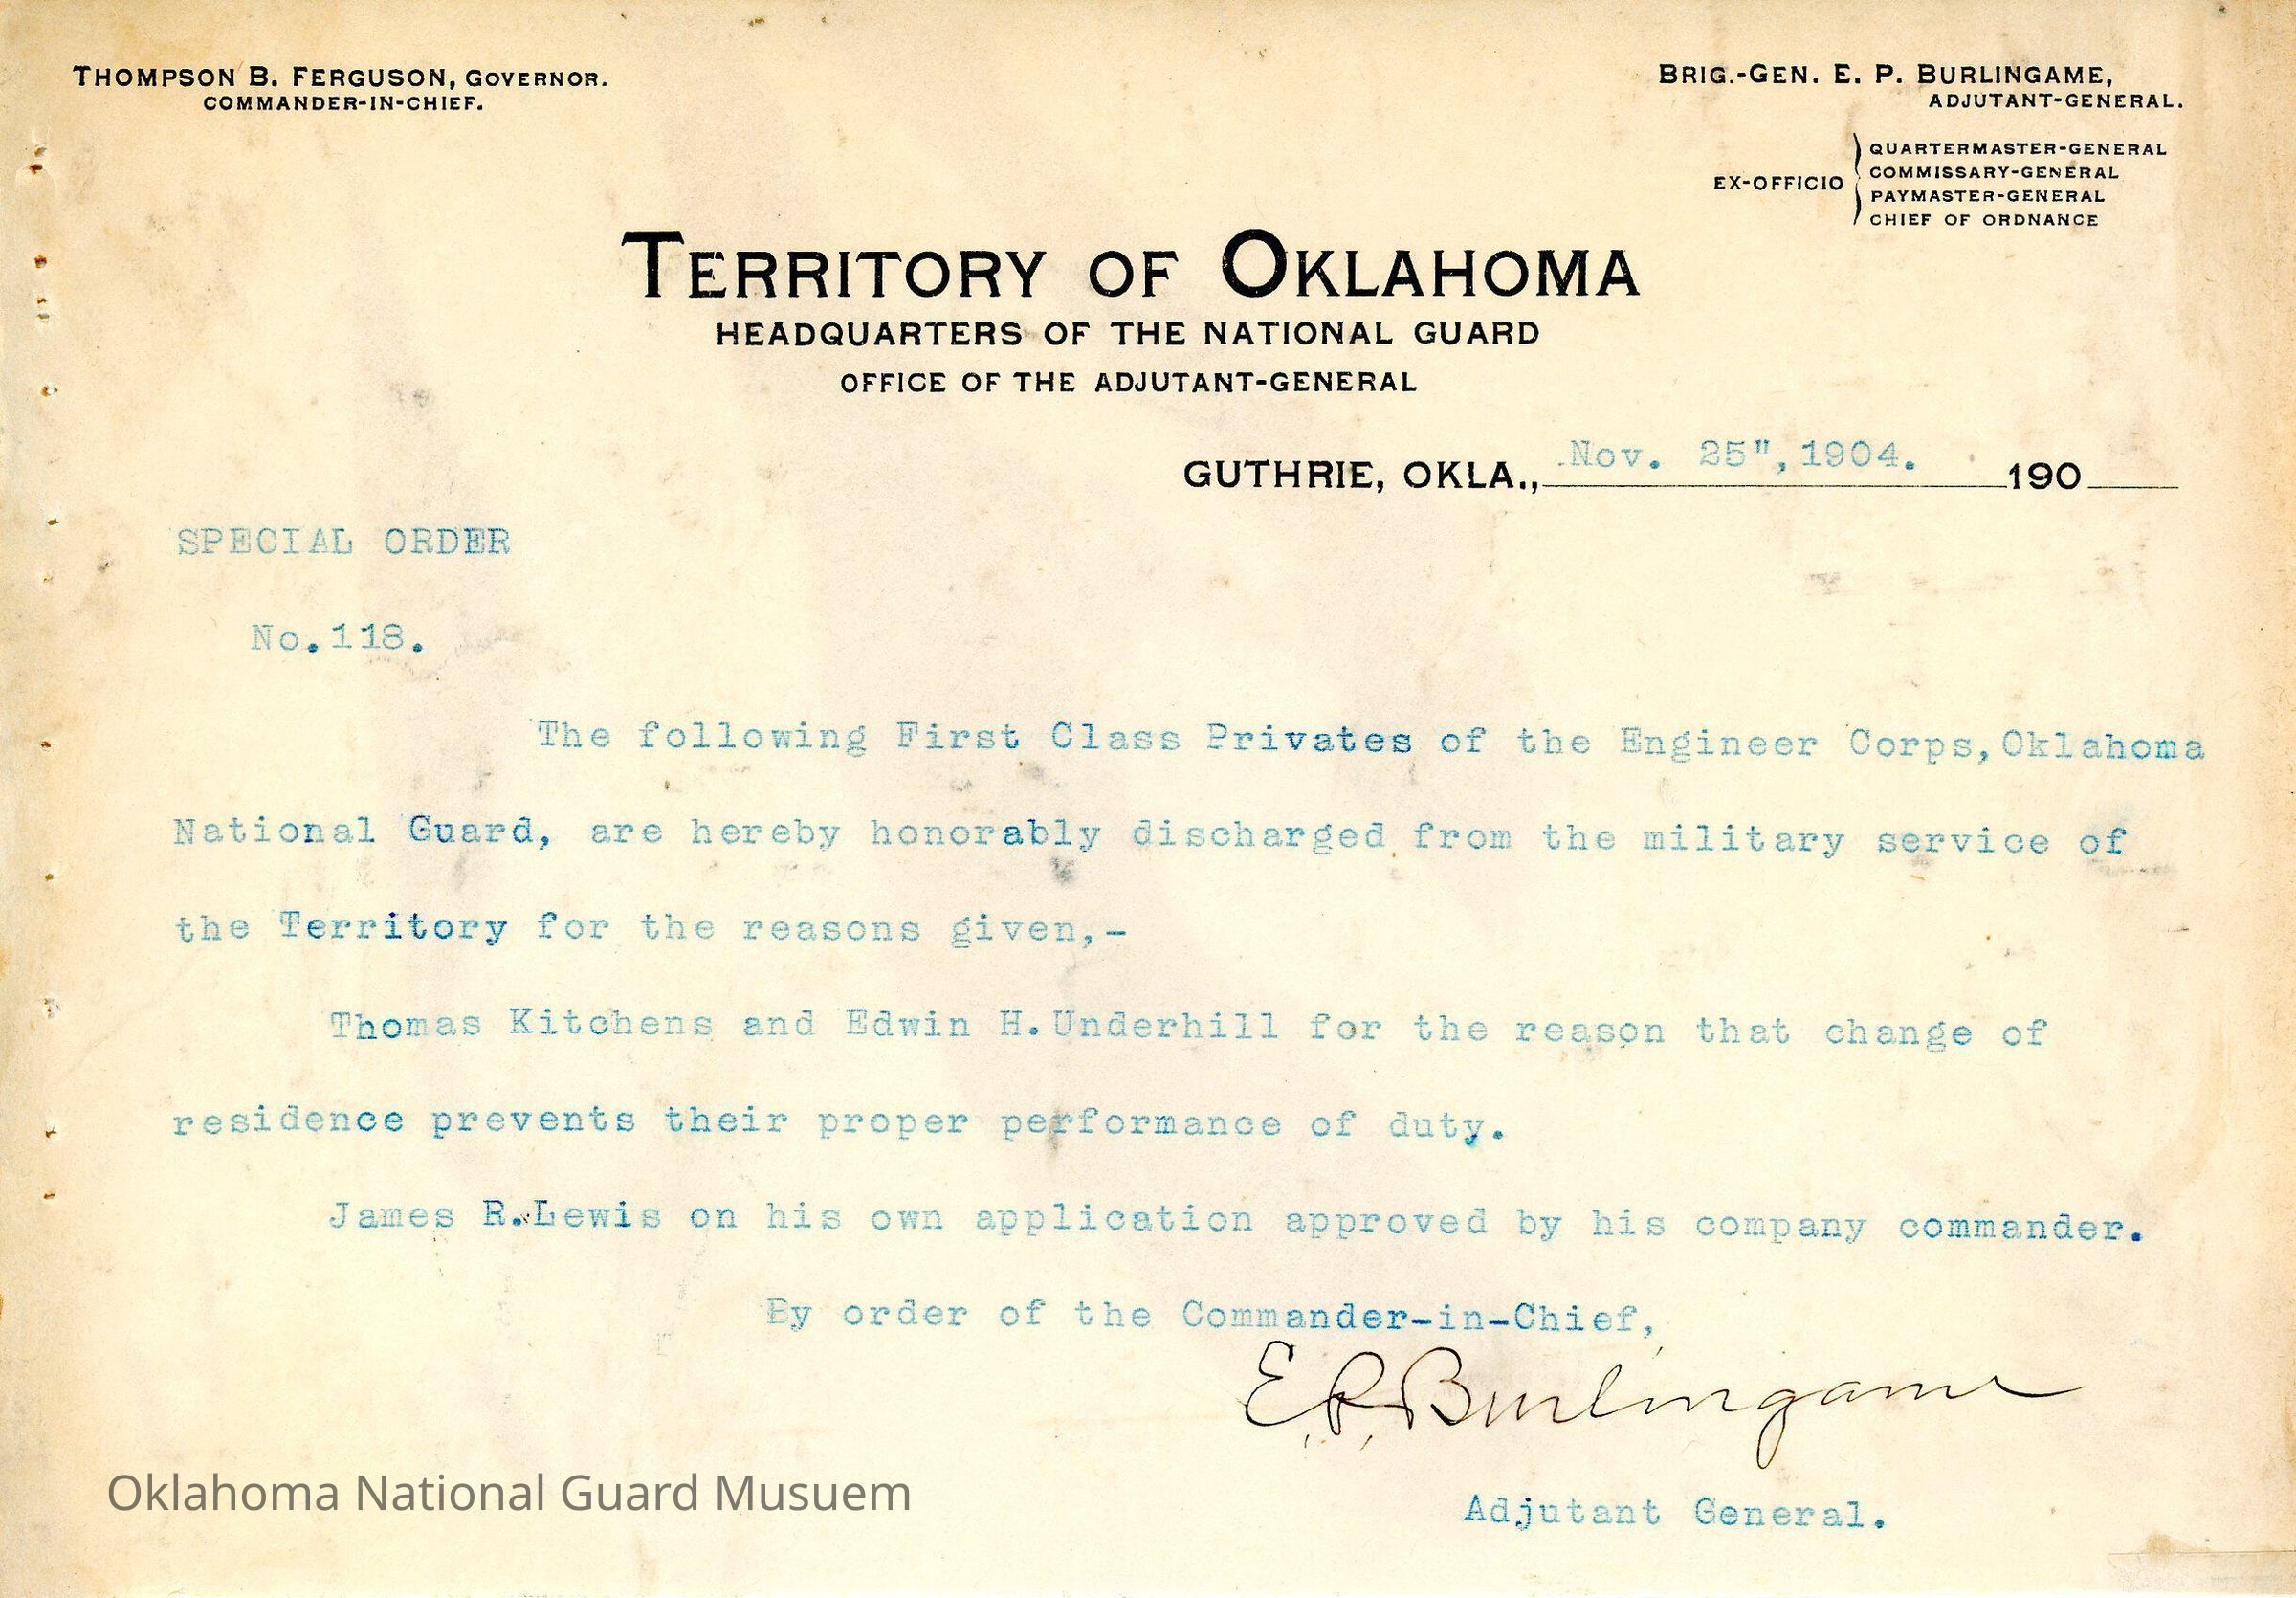 THOMPSON B. FERGUSON, GOVERNOR.
COMMANDER-IN-CHIEF.
BRIG.-GEN. E. P. BURLINGAME,
ADJUTANT-GENERAL.
EX-OFFICIO
QUARTERMASTER-GENERAL
COMMISSARY-GENERAL
PAYMASTER-GENERAL
CHIEF OF ORDNANCE
TERRITORY OF OKLAHOMA
HEADQUARTERS OF THE NATIONAL GUARD
OFFICE OF THE ADJUTANT-GENERAL
GUTHRIE, OKLA., Nov. 25", 1904. 190
SPECIAL ORDER
No.118.
The following First Class Privates of the Engineer Corps,Oklahoma
National Guard, are hereby honorably discharged from the military service of
the Territory for the reasons given,-
Thomas Kitchens and Edwin H.Underhill for the reason that change of
residence prevents their proper performance of duty.
James R.Lewis on his own application approved by his company commander.
By order of the Commander-in-Chief,
E.P. Burlingame
Adjutant General.
Oklahoma National Guard Musuem